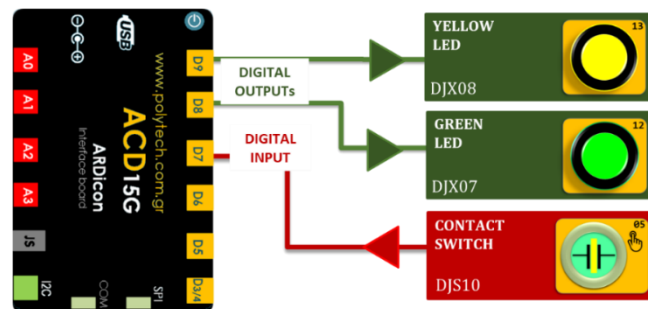 USB
A0
A1
A2
A3
JS
I2C
www.polytech.com.gr
ACD15G
ARDicon
Interface board
COM
SPI
D9
D8
D7
D6
D5
D3/4
DIGITAL
OUTPUTs
DIGITAL
INPUT
YELLOW
LED
DJX08
13
GREEN
LED
DJX07
12
CONTACT
SWITCH
DJS10
05